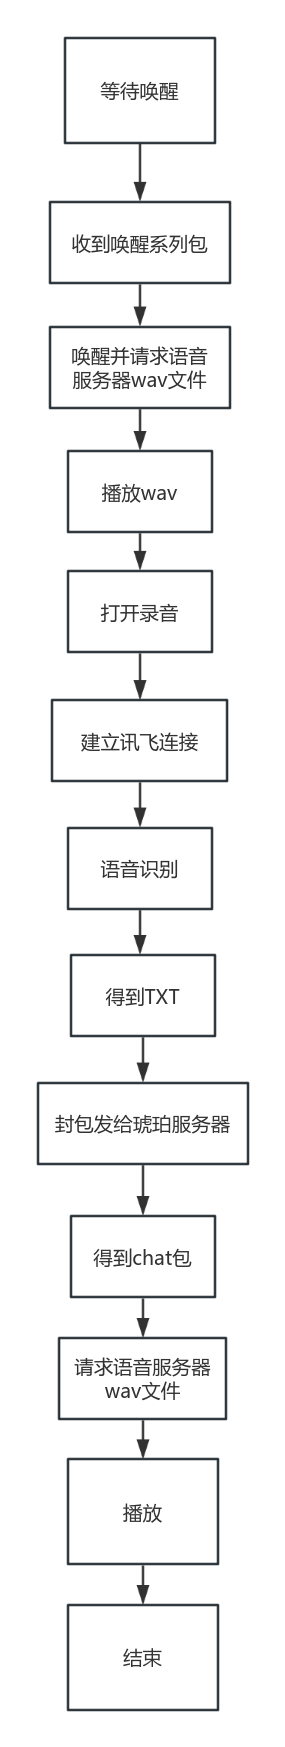 等待唤醒
收到唤醒系列包
唤醒并请求语音
服务器wav文件
播放wav
打开录音
建立讯飞连接
语音识别
得到TXT
封包发给琥珀服务器
得到chat包
请求语音服务器
wav文件
播放
结束